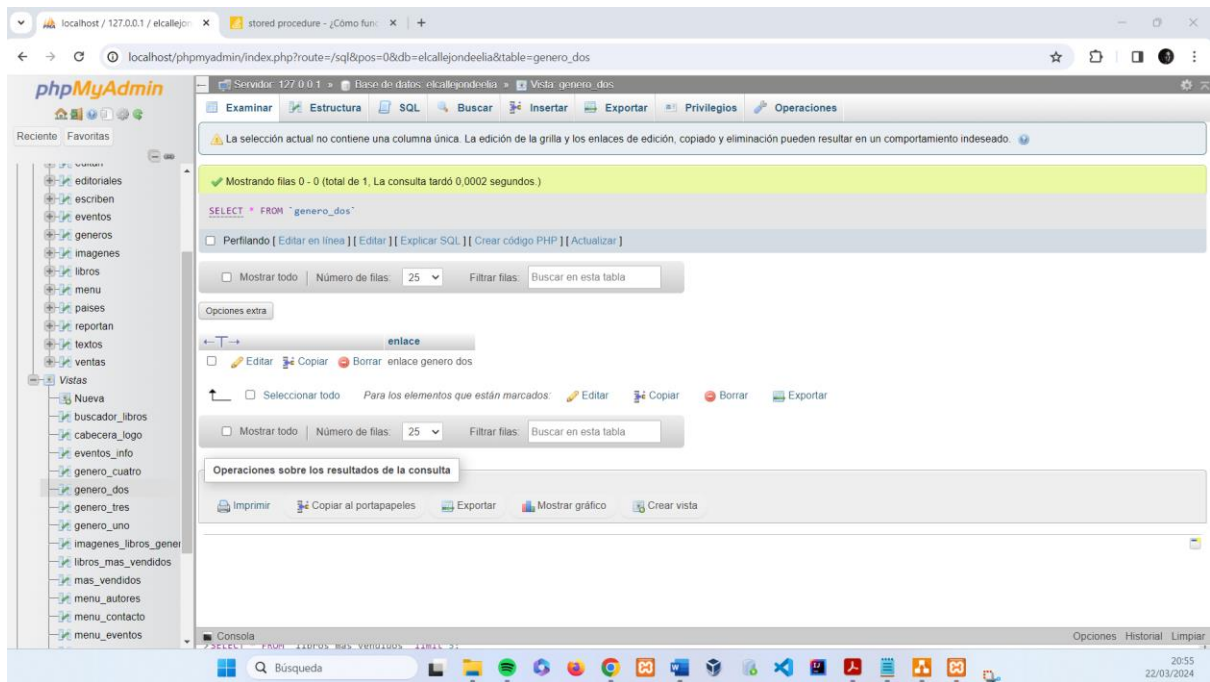 localhost / 127.0.0.1 / elcallejon
stored procedure - ¿Cómo func
localhost/phpmyadmin/index.php?route=/sql&pos=0&db=elcallejondeelia&table=genero_dos
phpMyAdmin
Reciente Favoritas
editoriales
escriben
eventos
generos
imagenes
libros
menu
paises
reportan
textos
ventas
Vistas
Nueva
buscador_libros
cabecera_logo
eventos_info
genero_cuatro
genero_dos
genero_tres
genero_uno
imagenes_libros_gener
libros_mas_vendidos
mas_vendidos
menu_autores
menu_contacto
menu_eventos
Servidor: 127.0.0.1 » Base de datos: elcallejondeelia » Vista: genero_dos
Examinar Estructura SQL Buscar Insertar Exportar Privilegios Operaciones
La selección actual no contiene una columna única. La edición de la grilla y los enlaces de edición, copiado y eliminación pueden resultar en un comportamiento indeseado.
Mostrando filas 0 - 0 (total de 1, La consulta tardó 0,0002 segundos.)
SELECT * FROM `genero_dos`
Perfilando [ Editar en línea ] [ Editar ] [ Explicar SQL ] [ Crear código PHP ] [ Actualizar ]
Mostrar todo | Número de filas: 25 Filtrar filas: Buscar en esta tabla
Opciones extra
←T→ enlace
Editar Copiar Borrar enlace genero dos
Seleccionar todo Para los elementos que están marcados: Editar Copiar Borrar Exportar
Mostrar todo | Número de filas: 25 Filtrar filas: Buscar en esta tabla
Operaciones sobre los resultados de la consulta
Imprimir Copiar al portapapeles Exportar Mostrar gráfico Crear vista
Consola Opciones Historial Limpiar
>SELECT * FROM `libros_mas_vendidos` limit 5;
Búsqueda
20:55
22/03/2024